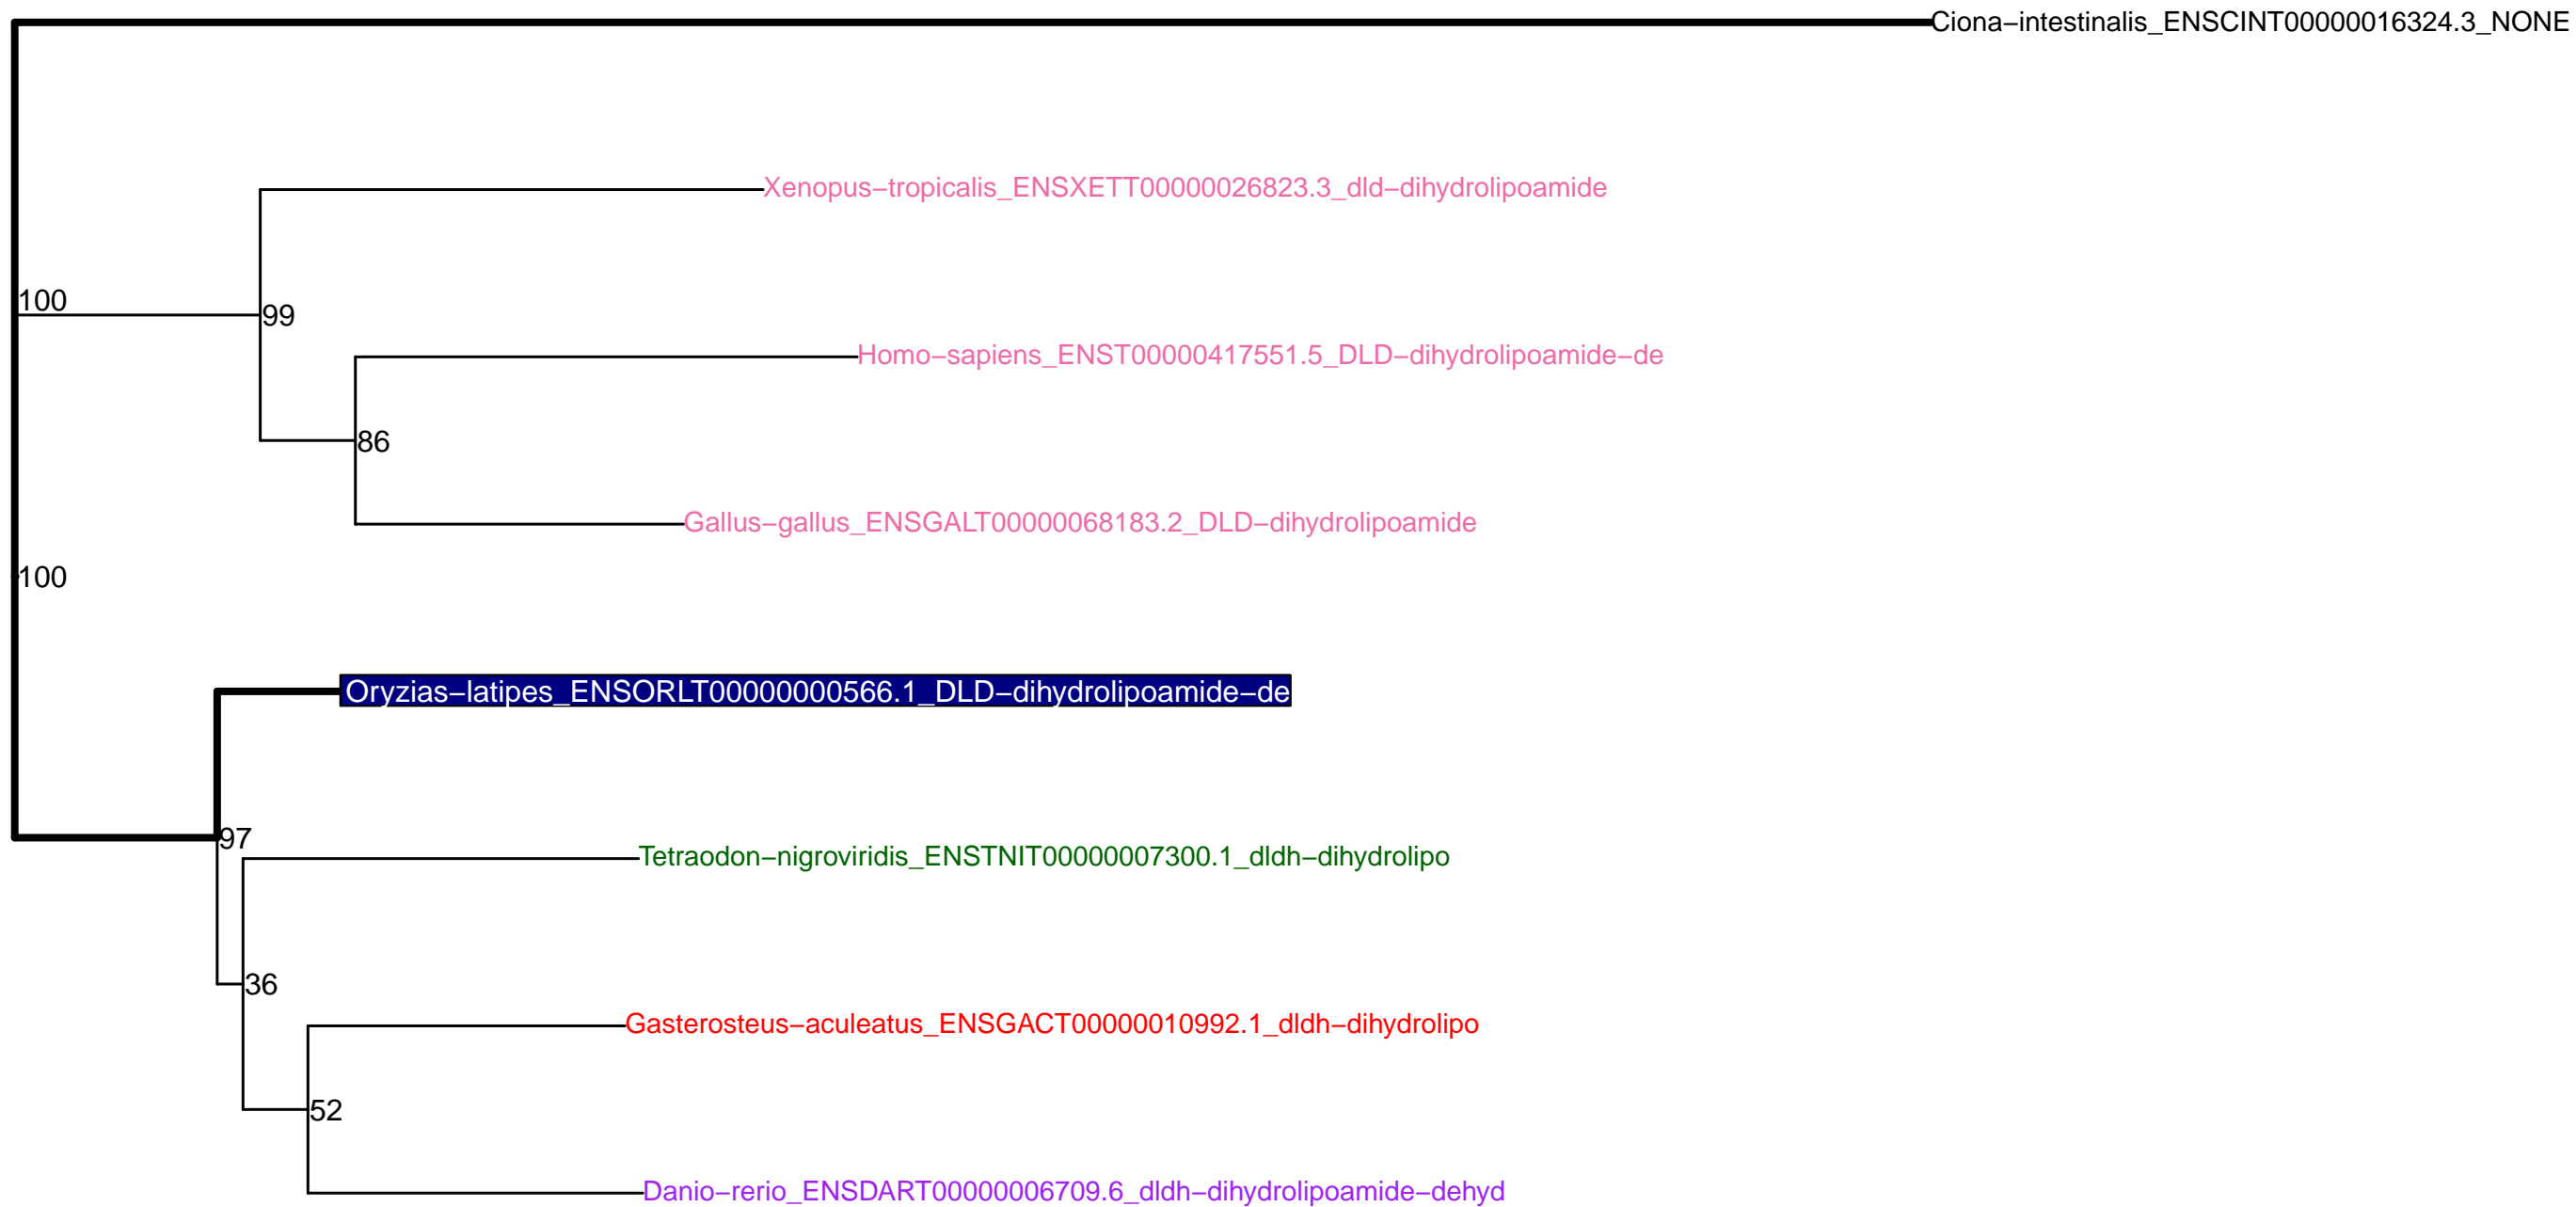 Ciona−intestinalis_ENSCINT00000016324.3_NONE
Xenopus−tropicalis_ENSXETT00000026823.3_dld−dihydrolipoamide
100
99
Homo−sapiens_ENST00000417551.5_DLD−dihydrolipoamide−de
86
Gallus−gallus_ENSGALT00000068183.2_DLD−dihydrolipoamide
100
Oryzias−latipes_ENSORLT00000000566.1_DLD−dihydrolipoamide−de
97
Tetraodon−nigroviridis_ENSTNIT00000007300.1_dldh−dihydrolipo
36
Gasterosteus−aculeatus_ENSGACT00000010992.1_dldh−dihydrolipo
52
Danio−rerio_ENSDART00000006709.6_dldh−dihydrolipoamide−dehyd